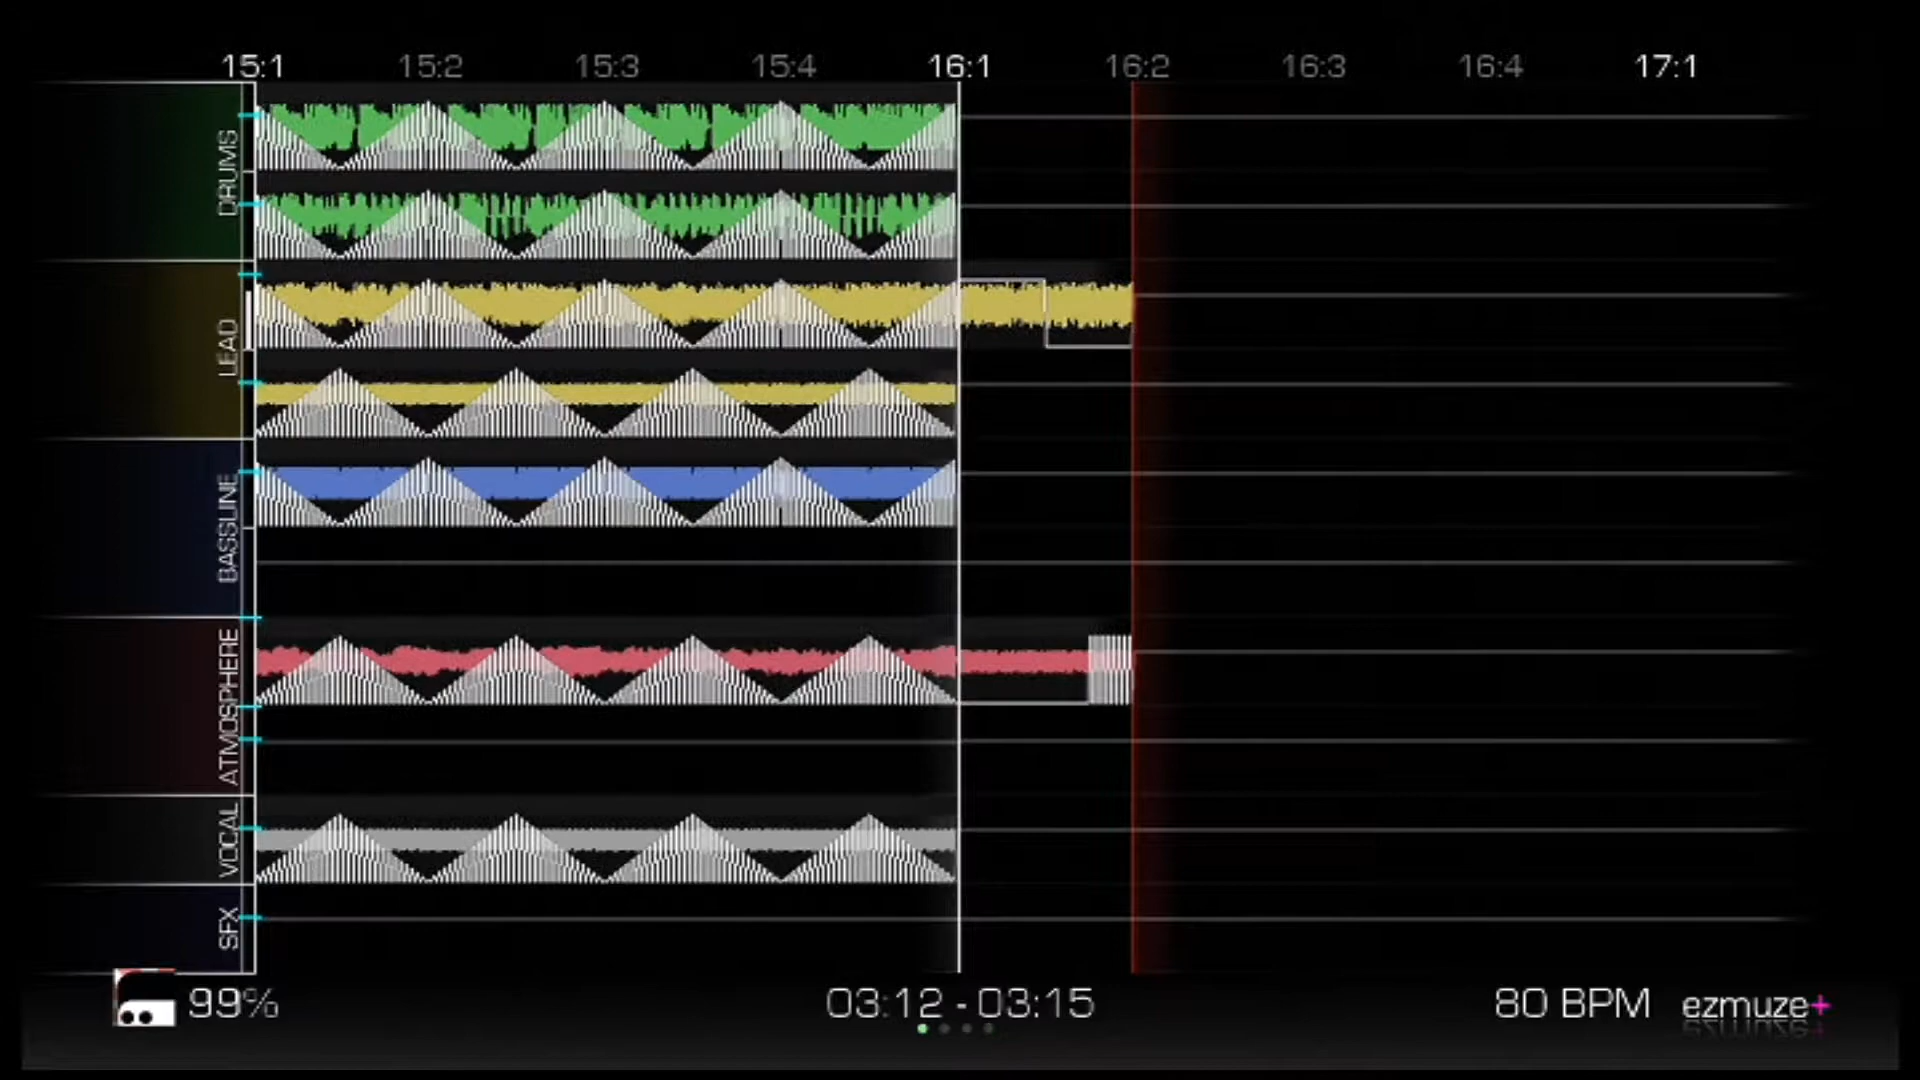 15:1 15:2 15:3 15:4 16:1 16:2 16:3 16:4 17:1
DRUMS
LEAD
BASSLINE
ATMOSPHERE
VOCAL
SFX
99% 03:12 - 03:15 80 BPM ezmuze+